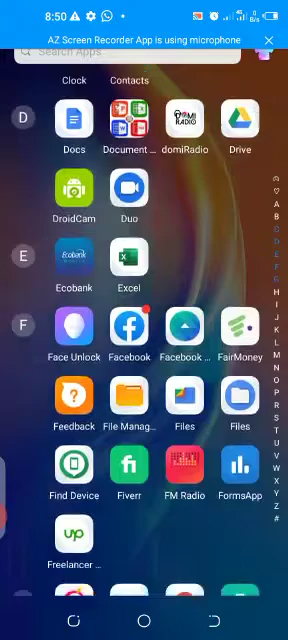 8:50
AZ Screen Recorder App is using microphone
Search Apps
Clock Contacts
D
Docs Document ... domiRadio Drive
DroidCam Duo
E
Ecobank Excel
F
Face Unlock Facebook Facebook ... FairMoney
Feedback File Manag... Files Files
Find Device Fiverr FM Radio FormsApp
Freelancer ...
A
B
C
D
E
F
G
H
I
J
K
L
M
N
O
P
Q
R
S
T
U
V
W
X
Y
Z
#